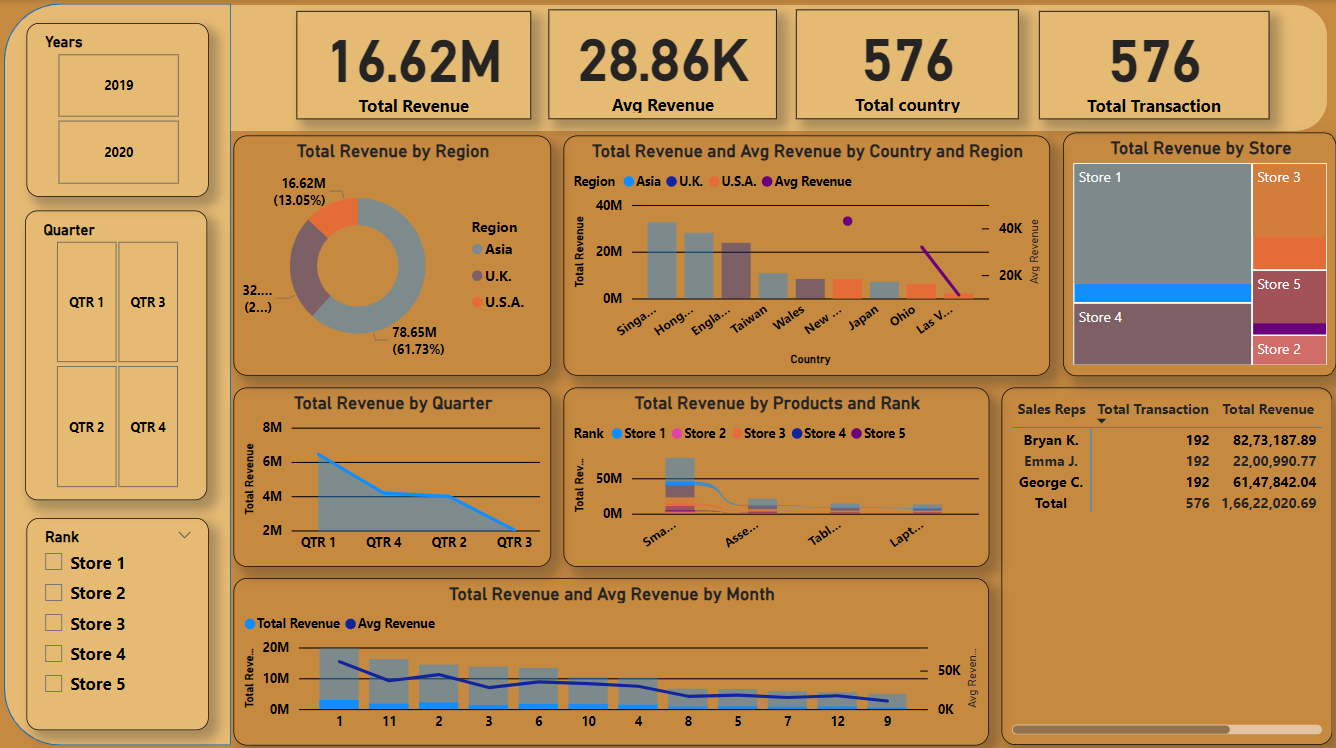 Years
2019
2020
Quarter
QTR 1
QTR 3
QTR 2
QTR 4
Rank
Store 1
Store 2
Store 3
Store 4
Store 5
16.62M
Total Revenue
28.86K
Avg Revenue
576
Total country
576
Total Transaction
Total Revenue by Region
16.62M
(13.05%)
32....
(2...)
78.65M
(61.73%)
Region
Asia
U.K.
U.S.A.
Total Revenue and Avg Revenue by Country and Region
Region Asia U.K. U.S.A. Avg Revenue
Total Revenue
40M
20M
0M
40K
20K
Avg Revenue
Singa...
Hong...
Engla...
Taiwan
Wales
New ...
Japan
Ohio
Las V...
Country
Total Revenue by Store
Store 1
Store 3
Store 5
Store 4
Store 2
Total Revenue by Quarter
Total Revenue
8M
6M
4M
2M
QTR 1 QTR 4 QTR 2 QTR 3
Total Revenue by Products and Rank
Rank Store 1 Store 2 Store 3 Store 4 Store 5
Total Rev...
50M
0M
Sma...
Asse...
Tabl...
Lapt...
Sales Reps Total Transaction Total Revenue
Bryan K. 192 82,73,187.89
Emma J. 192 22,00,990.77
George C. 192 61,47,842.04
Total 576 1,66,22,020.69
Total Revenue and Avg Revenue by Month
Total Revenue Avg Revenue
Total Reve...
20M
10M
0M
50K
0K
Avg Reven...
1 11 2 3 6 10 4 8 5 7 12 9